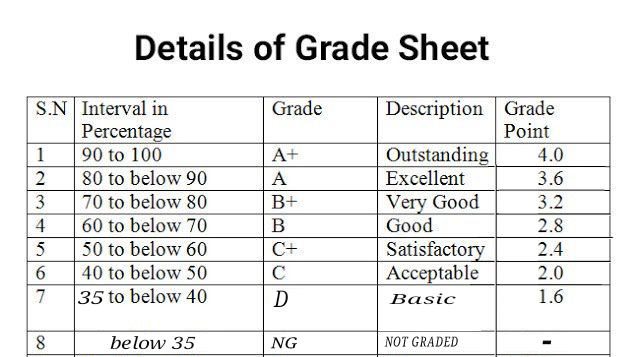 Details of Grade Sheet
S.N Interval in Percentage Grade Description Grade Point
1 90 to 100 A+ Outstanding 4.0
2 80 to below 90 A Excellent 3.6
3 70 to below 80 B+ Very Good 3.2
4 60 to below 70 B Good 2.8
5 50 to below 60 C+ Satisfactory 2.4
6 40 to below 50 C Acceptable 2.0
7 35 to below 40 D Basic 1.6
8 below 35 NG NOT GRADED -